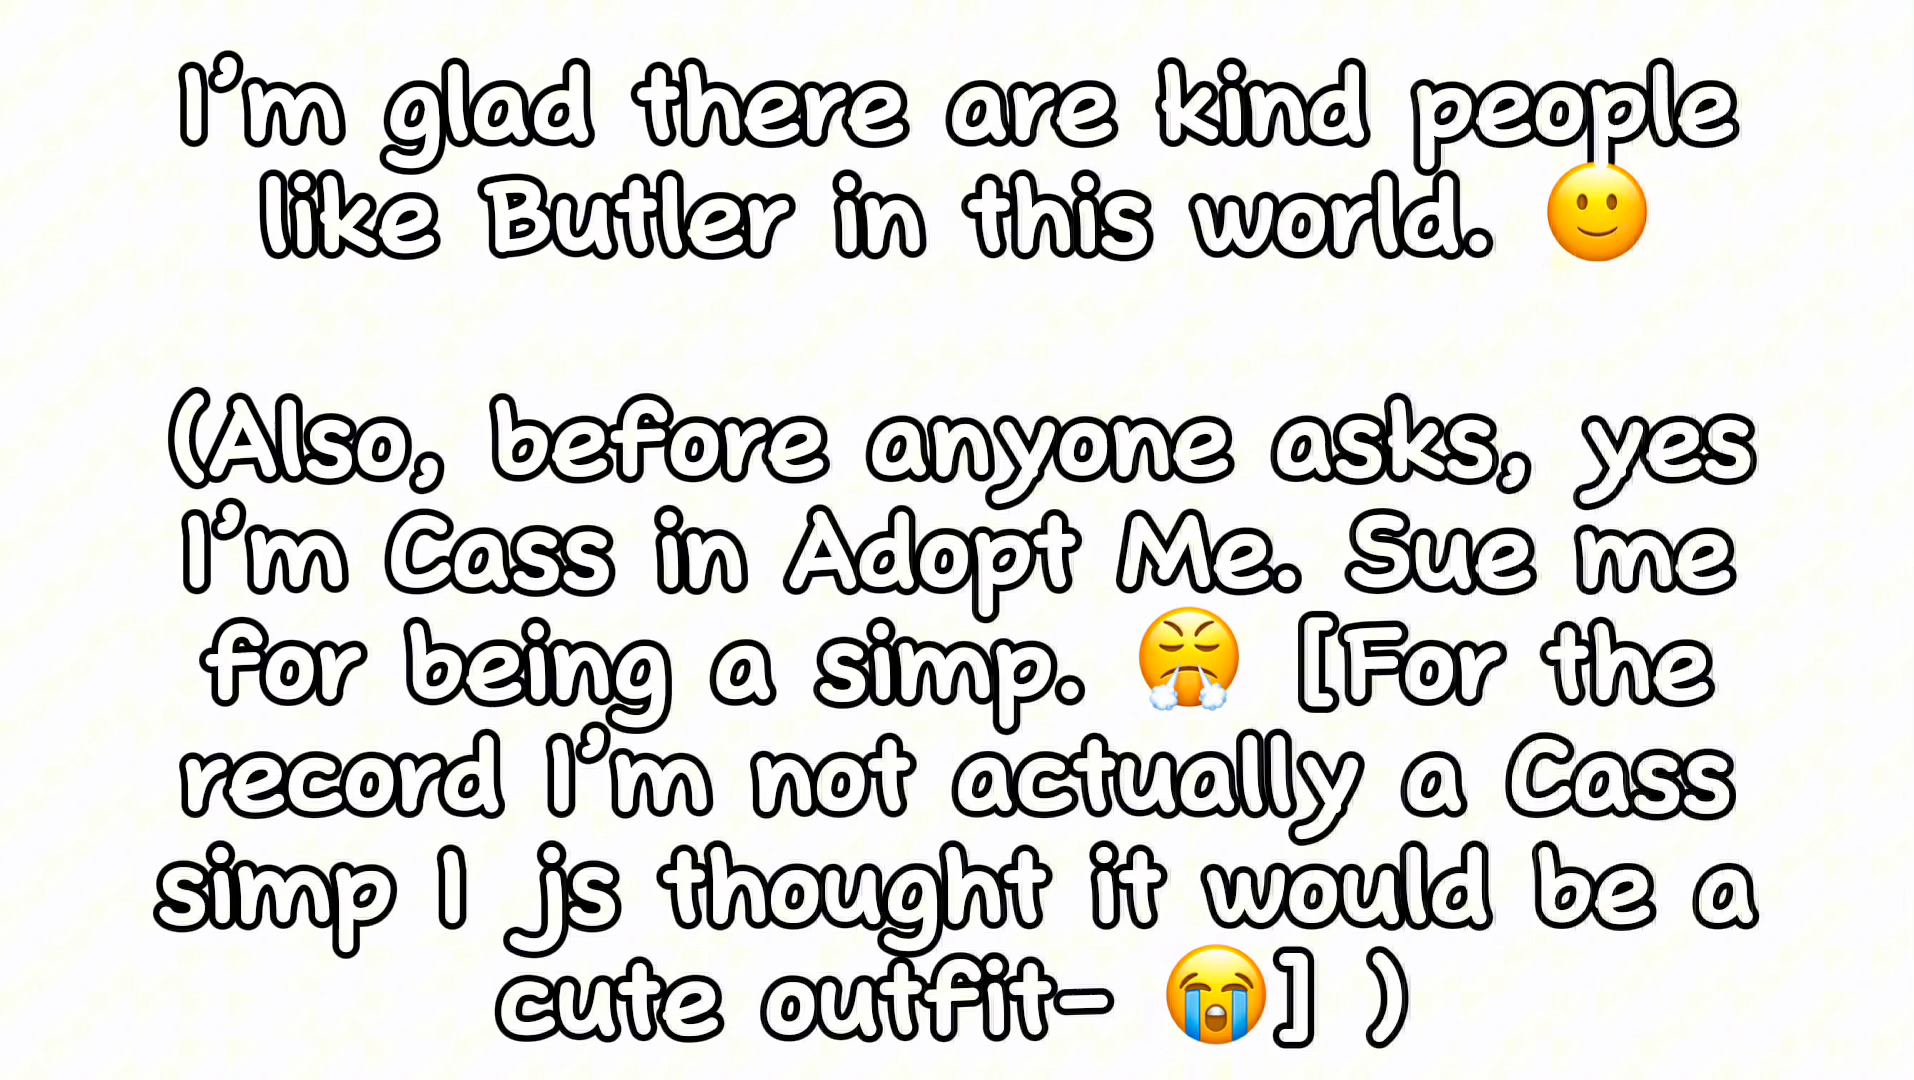 I’m glad there are kind people
like Butler in this world. 🙂
(Also, before anyone asks, yes
I’m Cass in Adopt Me. Sue me
for being a simp. 😤 [For the
record I’m not actually a Cass
simp I js thought it would be a
cute outfit- 😭] )